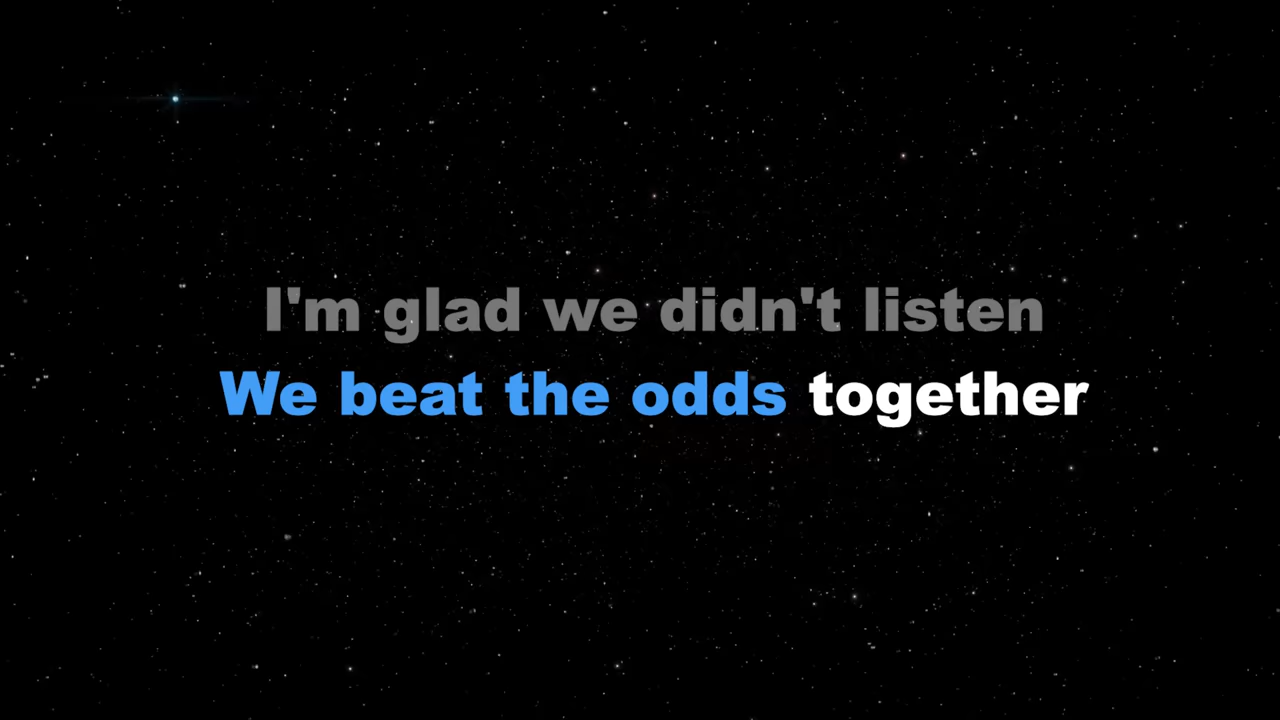 I'm glad we didn't listen
We beat the odds together